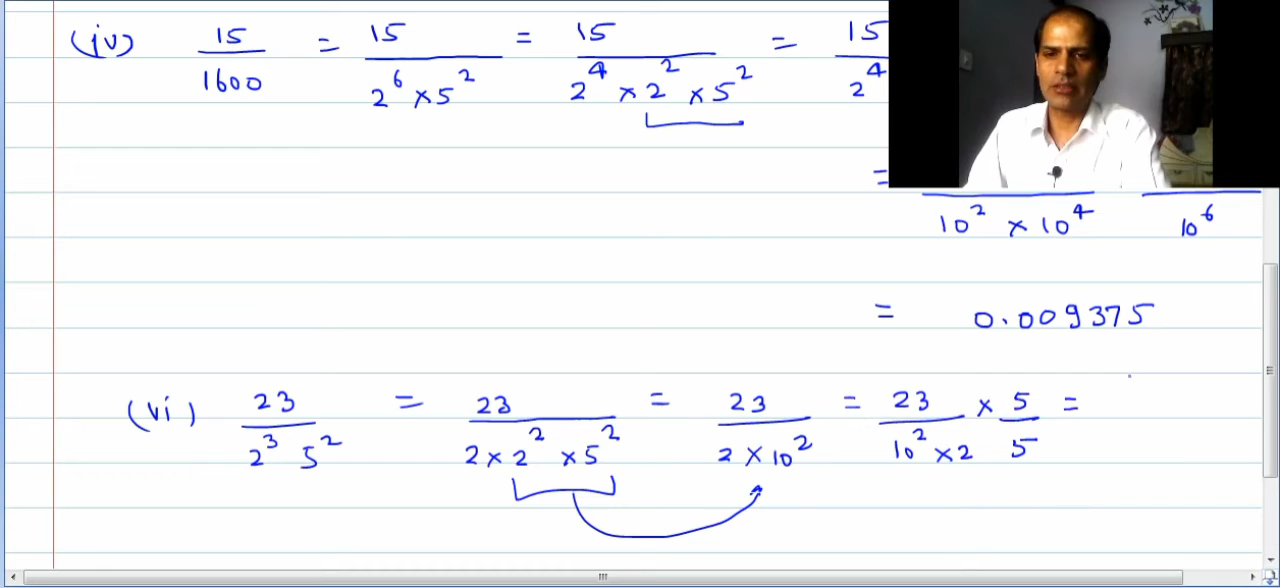 (iv) 15/1600 = 15/(2^6 × 5^2) = 15/(2^4 × 2^2 × 5^2) = 15/2^4
= /(10^2 × 10^4) /10^6
= 0.009375
(vi) 23/(2^3 5^2) = 23/(2 × 2^2 × 5^2) = 23/(2 × 10^2) = 23/(10^2 × 2) × 5/5 =